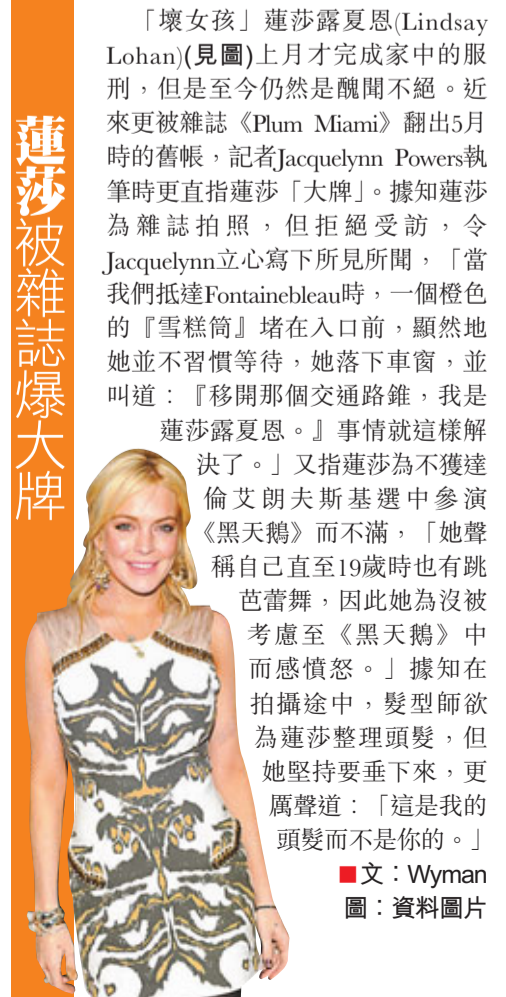 蓮莎被雜誌爆大牌
「壞女孩」蓮莎露夏恩(Lindsay
Lohan)(見圖)上月才完成家中的服
刑，但是至今仍然是醜聞不絕。近
來更被雜誌《Plum Miami》翻出5月
時的舊帳，記者Jacquelynn Powers執
筆時更直指蓮莎「大牌」。據知蓮莎
為雜誌拍照，但拒絕受訪，令
Jacquelynn立心寫下所見所聞，「當
我們抵達Fontainebleau時，一個橙色
的『雪糕筒』堵在入口前，顯然地
她並不習慣等待，她落下車窗，並
叫道：『移開那個交通路錐，我是
蓮莎露夏恩。』事情就這樣解
決了。」又指蓮莎為不獲達
倫艾朗夫斯基選中參演
《黑天鵝》而不滿，「她聲
稱自己直至19歲時也有跳
芭蕾舞，因此她為沒被
考慮至《黑天鵝》中
而感憤怒。」據知在
拍攝途中，髮型師欲
為蓮莎整理頭髮，但
她堅持要垂下來，更
厲聲道：「這是我的
頭髮而不是你的。」
■文：Wyman
圖：資料圖片